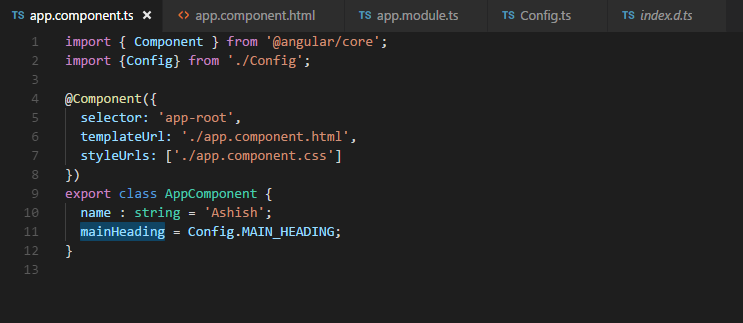 TS app.component.ts × <> app.component.html TS app.module.ts TS Config.ts TS index.d.ts
1 import { Component } from '@angular/core';
2 import {Config} from './Config';
3
4 @Component({
5   selector: 'app-root',
6   templateUrl: './app.component.html',
7   styleUrls: ['./app.component.css']
8 })
9 export class AppComponent {
10   name : string = 'Ashish';
11   mainHeading = Config.MAIN_HEADING;
12 }
13